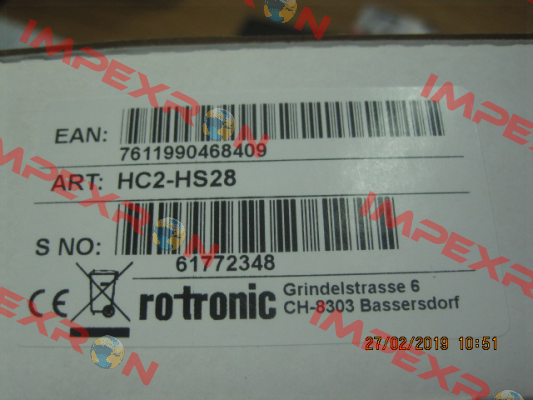 EAN:
7611990468409
ART: HC2-HS28
S NO:
61772348
CE rotronic Grindelstrasse 6
CH-8303 Bassersdorf
27/02/2019 10:51
IMPEXRON
IMPEXRON
IMPEXRON
IMPEXRON
IMPEXRON